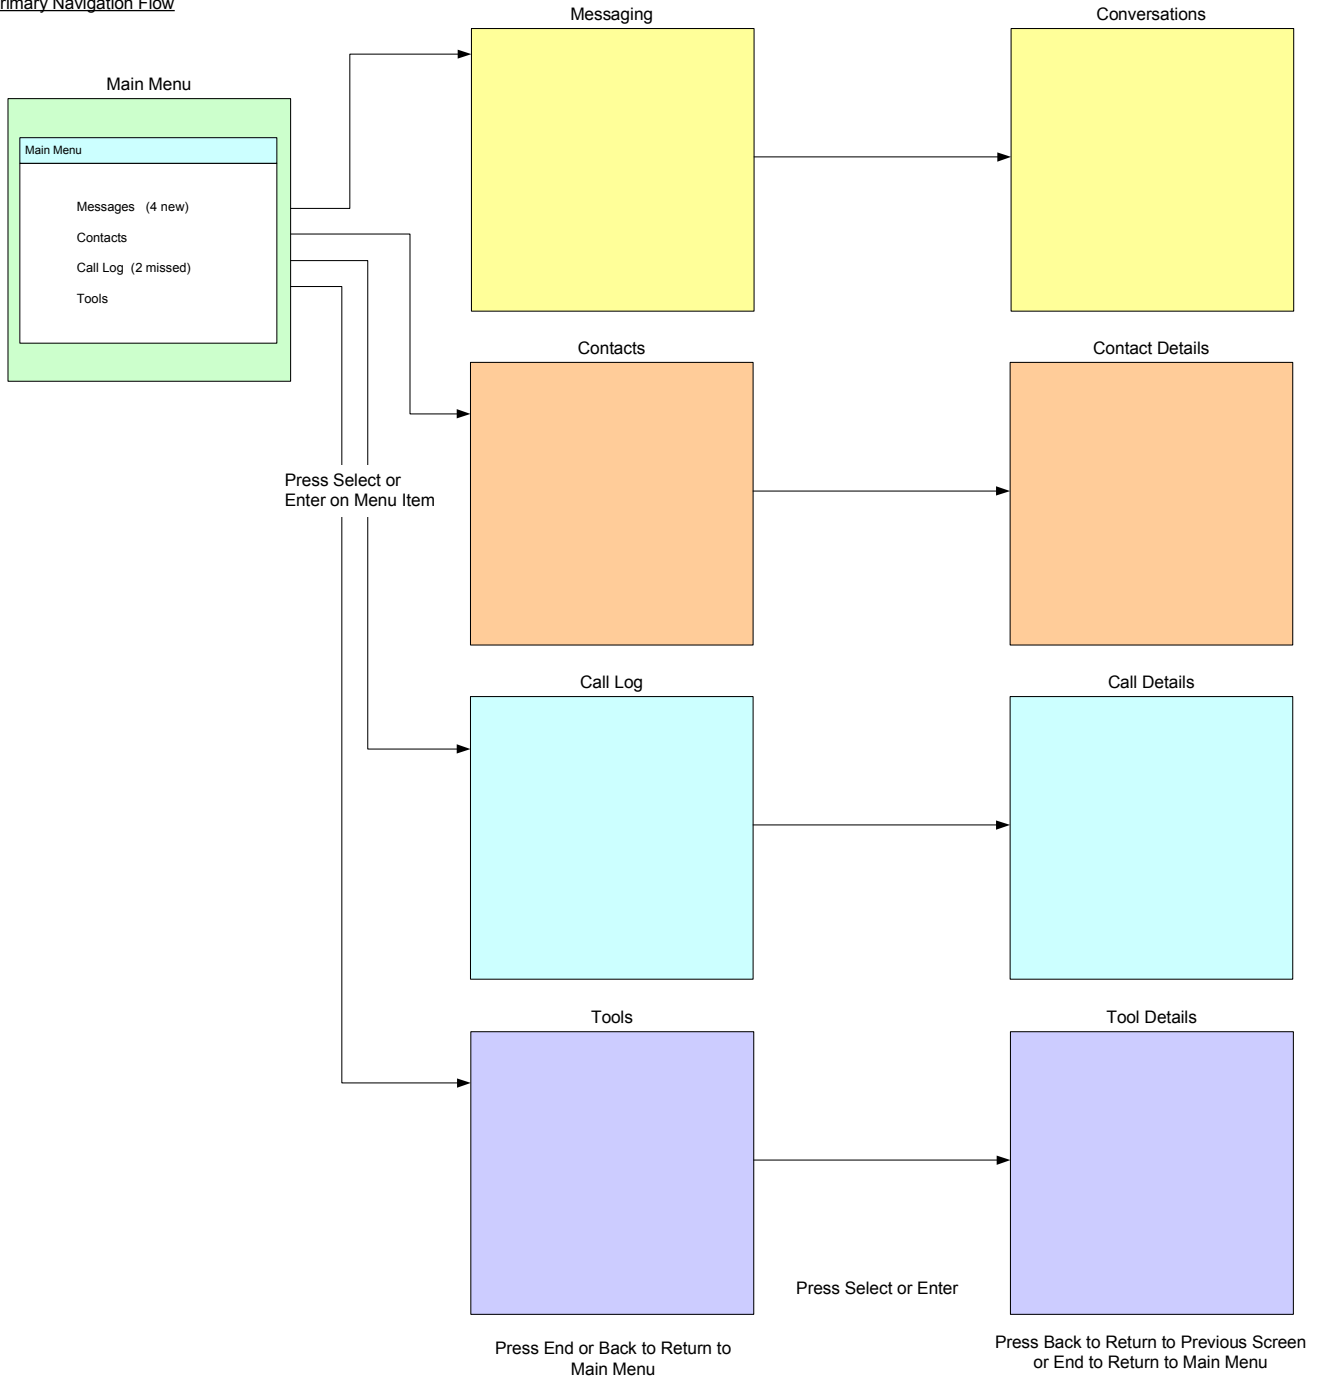 rimary Navigation Flow
Messaging
Conversations
Main Menu
Main Menu
Messages (4 new)
Contacts
Call Log (2 missed)
Tools
Contacts
Contact Details
Press Select or
Enter on Menu Item
Call Log
Call Details
Tools
Tool Details
Press Select or Enter
Press End or Back to Return to
Main Menu
Press Back to Return to Previous Screen
or End to Return to Main Menu